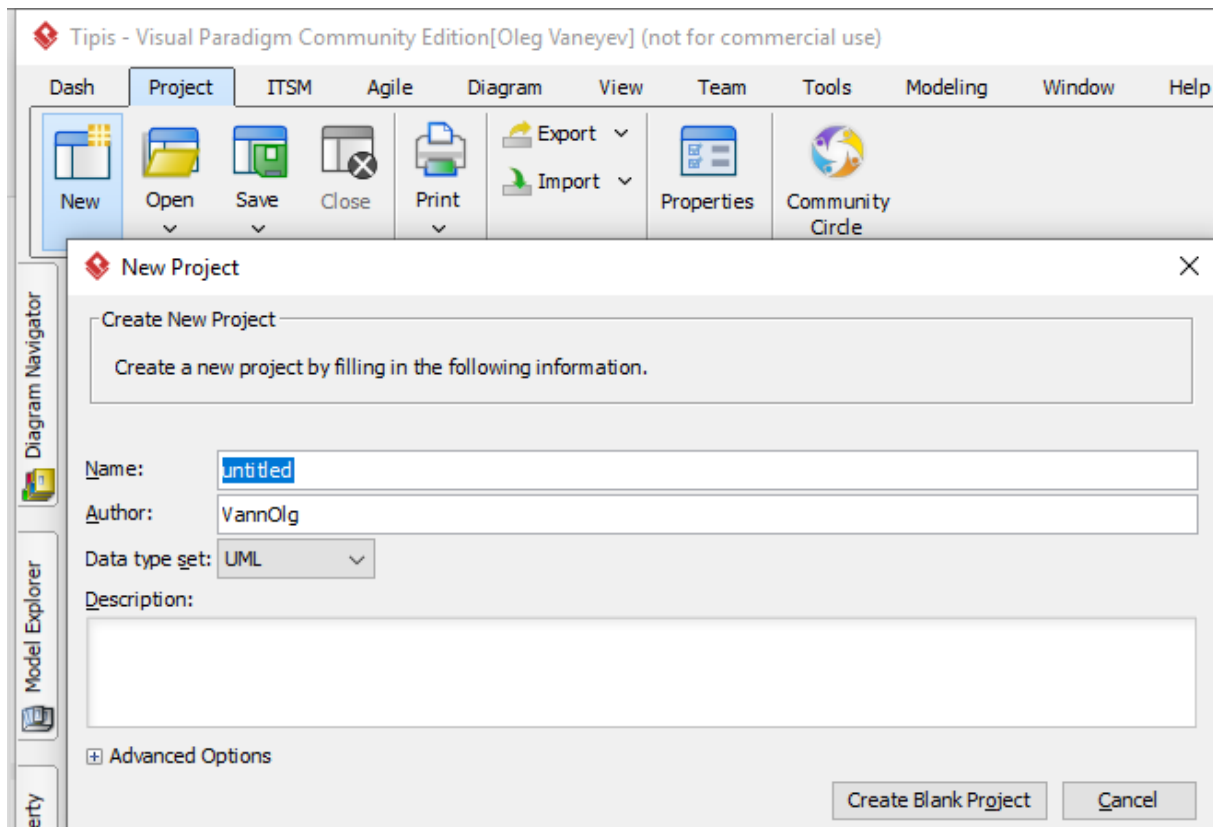 Tipis - Visual Paradigm Community Edition[Oleg Vaneyev] (not for commercial use)
Dash Project ITSM Agile Diagram View Team Tools Modeling Window Help
New Open Save Close Print Export Import Properties Community Circle
Diagram Navigator
Model Explorer
erty
New Project
Create New Project
Create a new project by filling in the following information.
Name: untitled
Author: VannOlg
Data type set: UML
Description:
Advanced Options
Create Blank Project Cancel